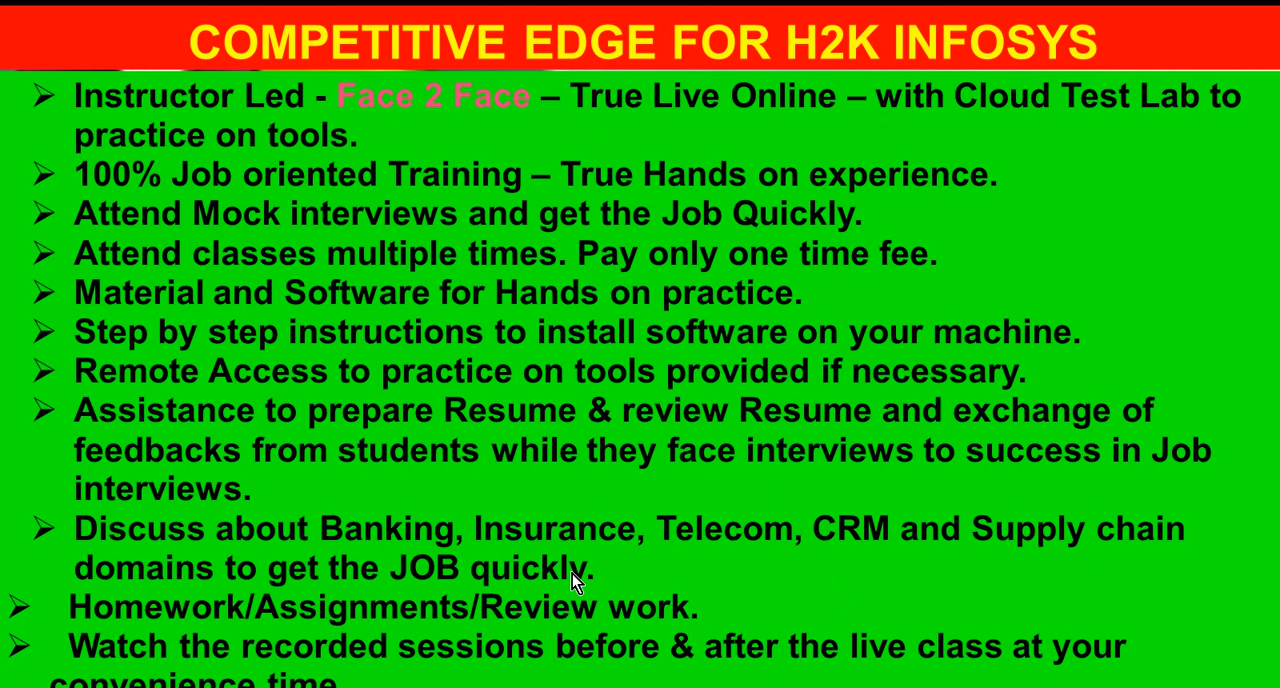 COMPETITIVE EDGE FOR H2K INFOSYS
➢ Instructor Led - Face 2 Face – True Live Online – with Cloud Test Lab to
practice on tools.
➢ 100% Job oriented Training – True Hands on experience.
➢ Attend Mock interviews and get the Job Quickly.
➢ Attend classes multiple times. Pay only one time fee.
➢ Material and Software for Hands on practice.
➢ Step by step instructions to install software on your machine.
➢ Remote Access to practice on tools provided if necessary.
➢ Assistance to prepare Resume & review Resume and exchange of
feedbacks from students while they face interviews to success in Job
interviews.
➢ Discuss about Banking, Insurance, Telecom, CRM and Supply chain
domains to get the JOB quickly.
➢ Homework/Assignments/Review work.
➢ Watch the recorded sessions before & after the live class at your
convenience time